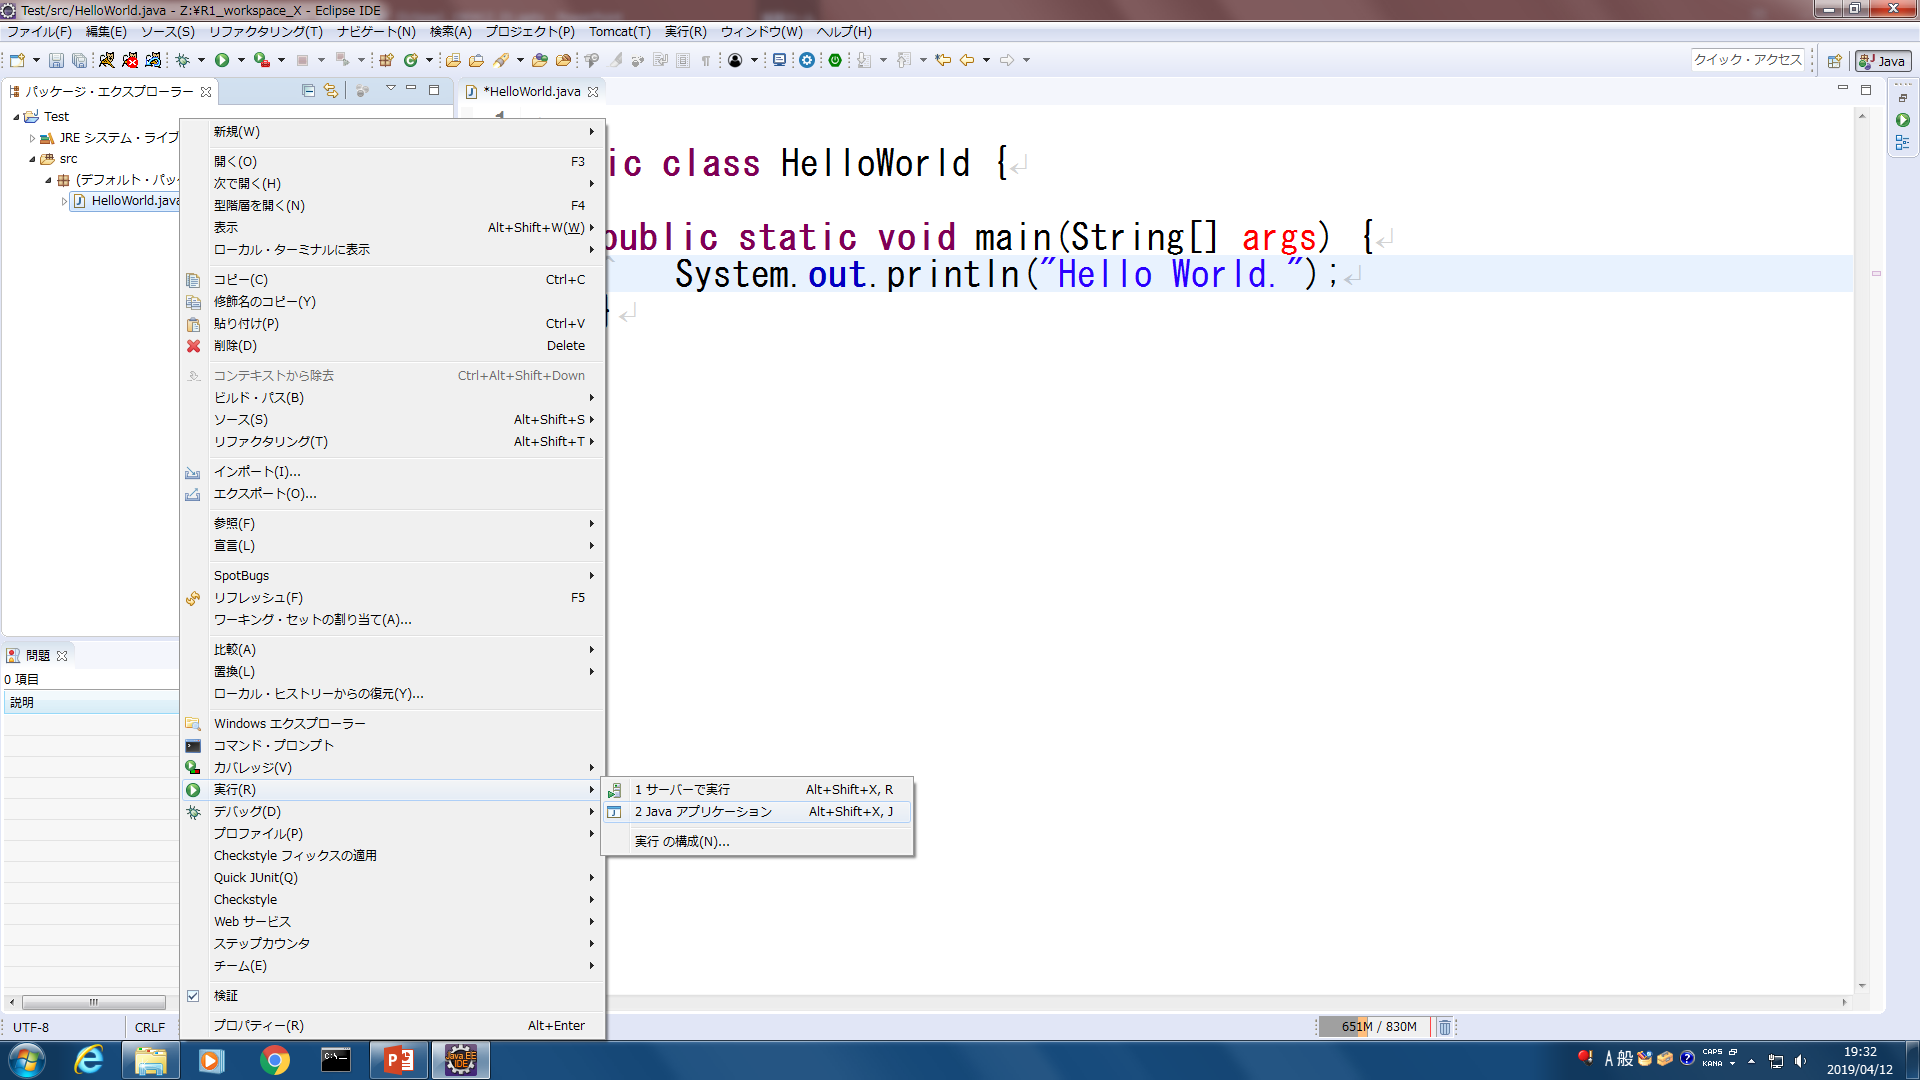 Test/src/HelloWorld.java - Z:¥R1_workspace_X - Eclipse IDE
ファイル(F) 編集(E) ソース(S) リファクタリング(T) ナビゲート(N) 検索(A) プロジェクト(P) Tomcat(T) 実行(R) ウィンドウ(W) ヘルプ(H)
クイック・アクセス
Java
パッケージ・エクスプローラー
*HelloWorld.java
Test
JRE システム・ライブ
src
(デフォルト・パッ
HelloWorld.java
ic class HelloWorld {
public static void main(String[] args) {
System.out.println("Hello World.");
}
新規(W)
開く(O) F3
次で開く(H)
型階層を開く(N) F4
表示 Alt+Shift+W(W)
ローカル・ターミナルに表示
コピー(C) Ctrl+C
修飾名のコピー(Y)
貼り付け(P) Ctrl+V
削除(D) Delete
コンテキストから除去 Ctrl+Alt+Shift+Down
ビルド・パス(B)
ソース(S) Alt+Shift+S
リファクタリング(T) Alt+Shift+T
インポート(I)...
エクスポート(O)...
参照(F)
宣言(L)
SpotBugs
リフレッシュ(F) F5
ワーキング・セットの割り当て(A)...
比較(A)
置換(L)
ローカル・ヒストリーからの復元(Y)...
Windows エクスプローラー
コマンド・プロンプト
カバレッジ(V)
実行(R)
デバッグ(D)
プロファイル(P)
Checkstyle フィックスの適用
Quick JUnit(Q)
Checkstyle
Web サービス
ステップカウンタ
チーム(E)
検証
プロパティー(R) Alt+Enter
1 サーバーで実行 Alt+Shift+X, R
2 Java アプリケーション Alt+Shift+X, J
実行 の構成(N)...
問題
0 項目
説明
UTF-8 CRLF
651M / 830M
Java EE
IDE
A 般
CAPS
KANA
19:32
2019/04/12